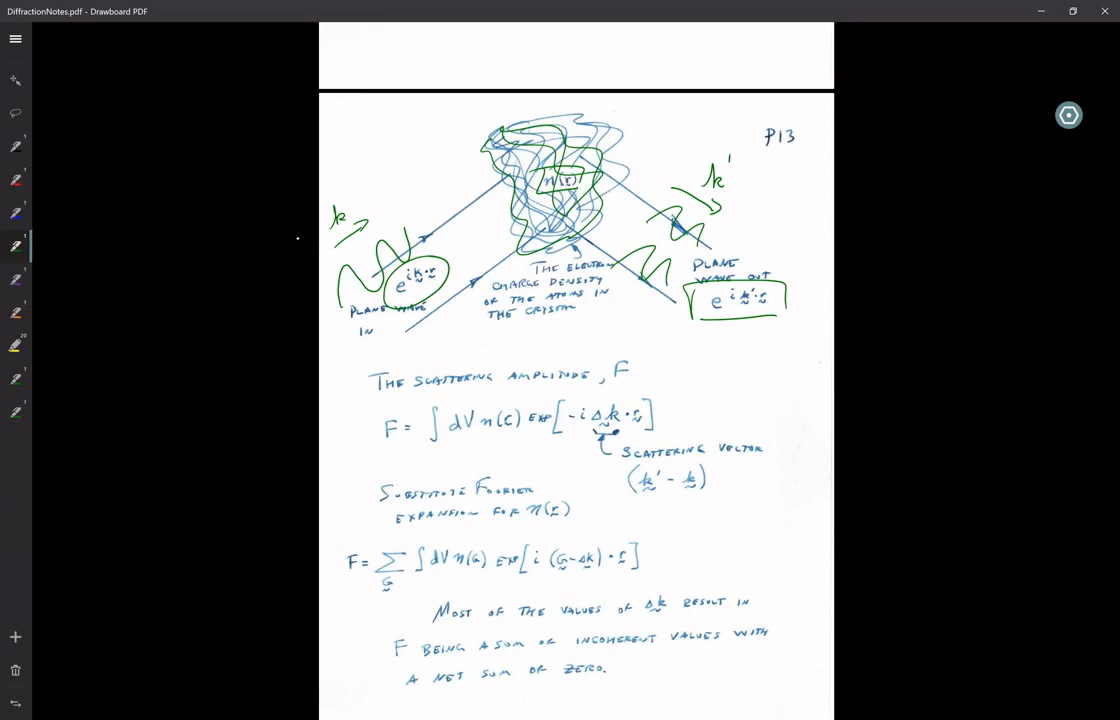 DiffractionNotes.pdf - Drawboard PDF
P13
n(r)
k
k'
e^{ik·r}
PLANE WAVE
IN
THE ELECTRON
CHARGE DENSITY
OF THE ATOMS IN
THE CRYSTAL
PLANE
WAVE OUT
e^{ik'·r}
THE SCATTERING AMPLITUDE, F
F = ∫ dV n(r) EXP[-i Δk·r]
SCATTERING VECTOR
(k' - k)
SUBSTITUTE FOURIER
EXPANSION FOR n(r)
F = Σ_G ∫ dV n(G) EXP[i (G-Δk)·r]
MOST OF THE VALUES OF Δk RESULT IN
F BEING A SUM OF INCOHERENT VALUES WITH
A NET SUM OF ZERO.